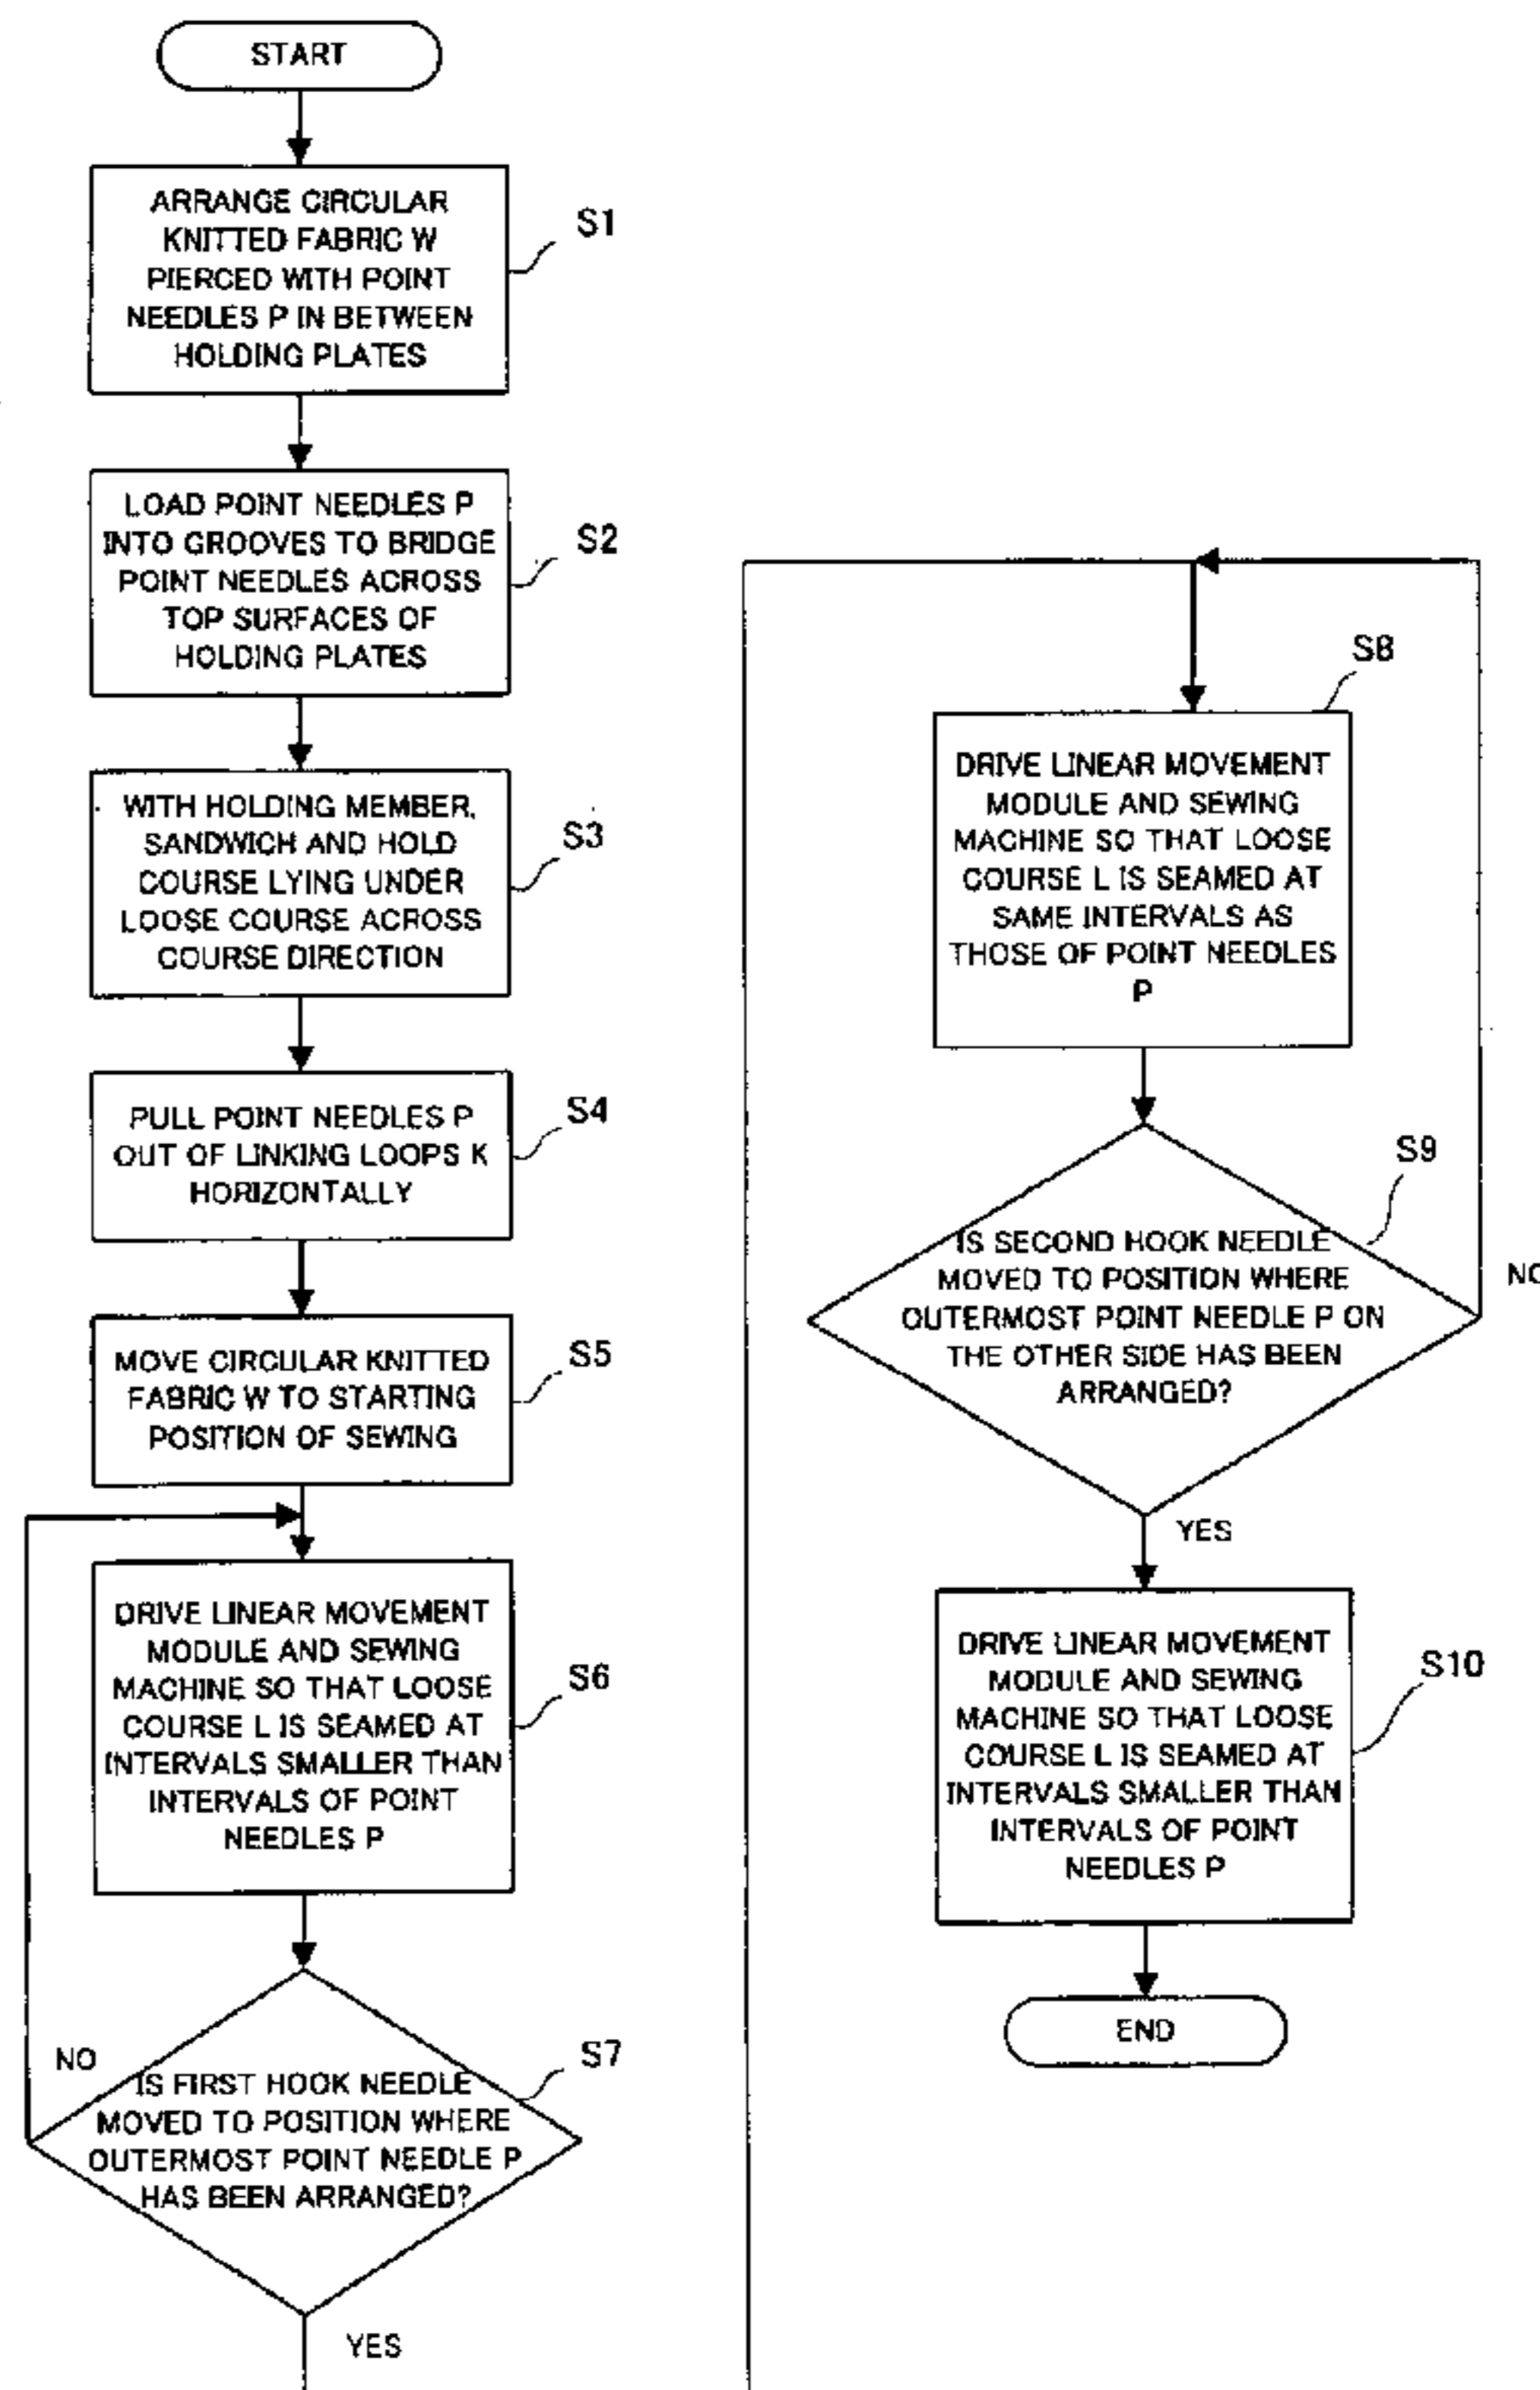 START
ARRANGE CIRCULAR
KNITTED FABRIC W
PIERCED WITH POINT
NEEDLES P IN BETWEEN
HOLDING PLATES
S1
LOAD POINT NEEDLES P
INTO GROOVES TO BRIDGE
POINT NEEDLES ACROSS
TOP SURFACES OF
HOLDING PLATES
S2
WITH HOLDING MEMBER,
SANDWICH AND HOLD
COURSE LYING UNDER
LOOSE COURSE ACROSS
COURSE DIRECTION
S3
PULL POINT NEEDLES P
OUT OF LINKING LOOPS K
HORIZONTALLY
S4
MOVE CIRCULAR KNITTED
FABRIC W TO STARTING
POSITION OF SEWING
S5
DRIVE LINEAR MOVEMENT
MODULE AND SEWING
MACHINE SO THAT LOOSE
COURSE L IS SEAMED AT
INTERVALS SMALLER THAN
INTERVALS OF POINT
NEEDLES P
S6
NO
IS FIRST HOOK NEEDLE
MOVED TO POSITION WHERE
OUTERMOST POINT NEEDLE P
HAS BEEN ARRANGED?
S7
YES
S8
DRIVE LINEAR MOVEMENT
MODULE AND SEWING
MACHINE SO THAT LOOSE
COURSE L IS SEAMED AT
SAME INTERVALS AS
THOSE OF POINT NEEDLES
P
S9
IS SECOND HOOK NEEDLE
MOVED TO POSITION WHERE
OUTERMOST POINT NEEDLE P ON
THE OTHER SIDE HAS BEEN
ARRANGED?
NO
YES
DRIVE LINEAR MOVEMENT
MODULE AND SEWING
MACHINE SO THAT LOOSE
COURSE L IS SEAMED AT
INTERVALS SMALLER THAN
INTERVALS OF POINT
NEEDLES P
S10
END